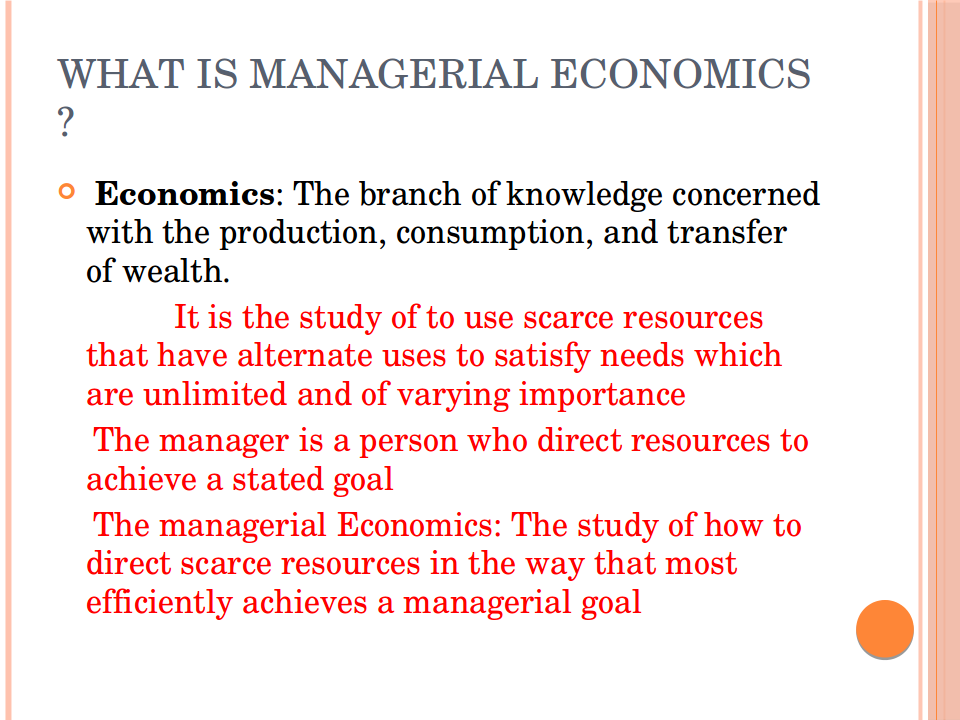 WHAT IS MANAGERIAL ECONOMICS
?
Economics: The branch of knowledge concerned
with the production, consumption, and transfer
of wealth.
It is the study of to use scarce resources
that have alternate uses to satisfy needs which
are unlimited and of varying importance
The manager is a person who direct resources to
achieve a stated goal
The managerial Economics: The study of how to
direct scarce resources in the way that most
efficiently achieves a managerial goal